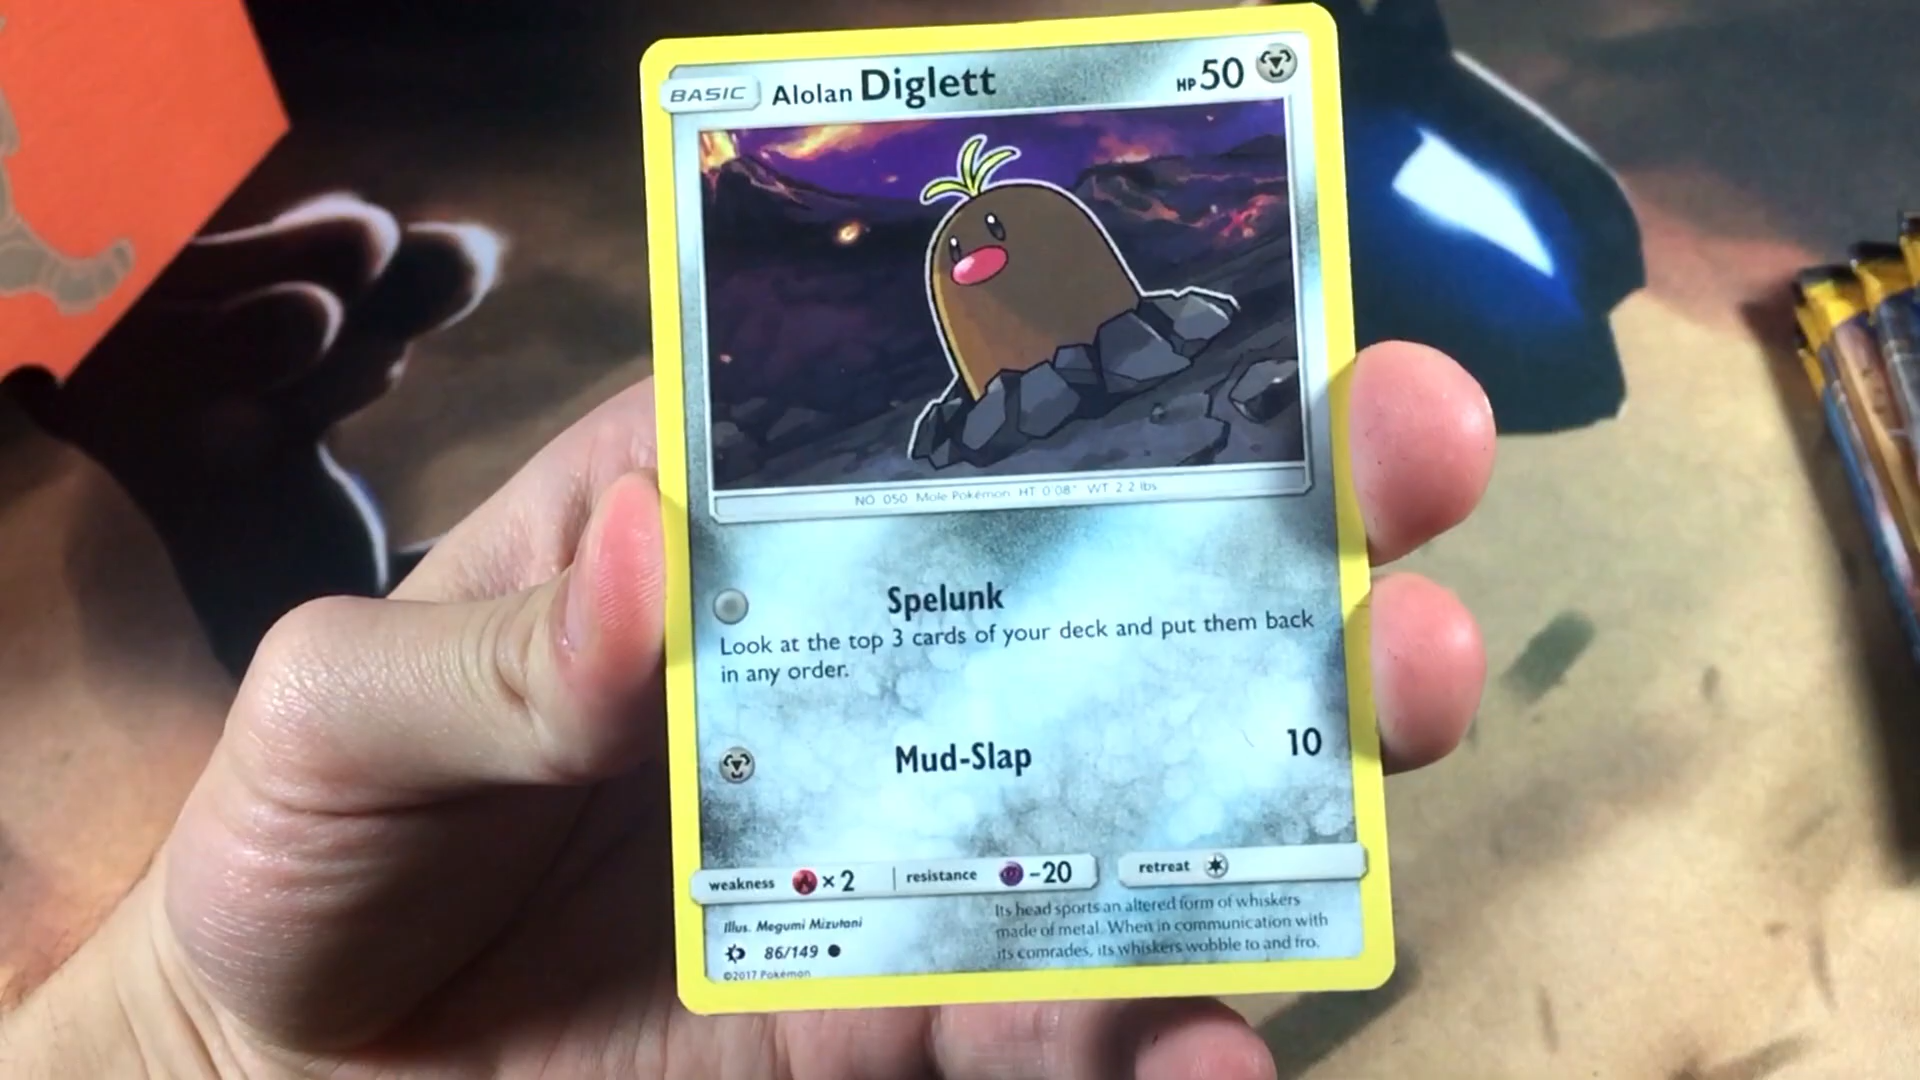 BASIC Alolan Diglett HP 50
NO. 050 Mole Pokémon HT: 0'08" WT: 2.2 lbs
Spelunk
Look at the top 3 cards of your deck and put them back
in any order.
Mud-Slap 10
weakness ×2 resistance -20 retreat
Illus. Megumi Mizutani
86/149
©2017 Pokémon
Its head sports an altered form of whiskers
made of metal. When in communication with
its comrades, its whiskers wobble to and fro.